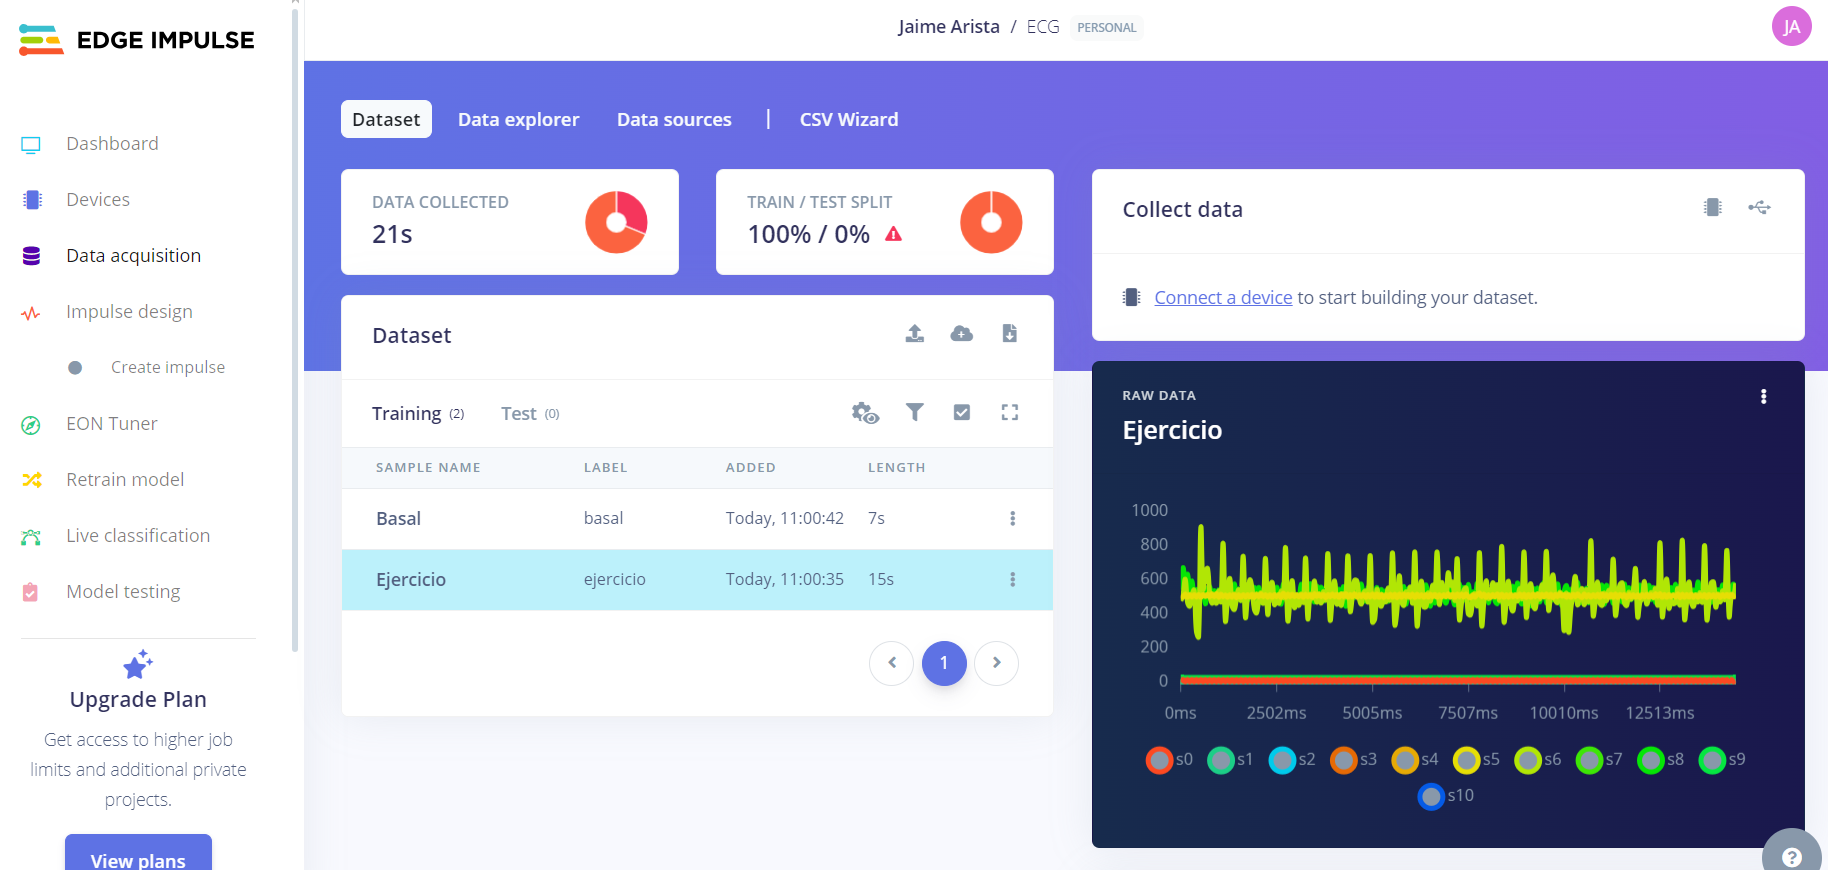 EDGE IMPULSE
Jaime Arista / ECG PERSONAL
JA
Dashboard
Devices
Data acquisition
Impulse design
Create impulse
EON Tuner
Retrain model
Live classification
Model testing
Upgrade Plan
Get access to higher job
limits and additional private
projects.
View plans
Dataset Data explorer Data sources | CSV Wizard
DATA COLLECTED
21s
TRAIN / TEST SPLIT
100% / 0%
Dataset
Training (2) Test (0)
SAMPLE NAME LABEL ADDED LENGTH
Basal basal Today, 11:00:42 7s
Ejercicio ejercicio Today, 11:00:35 15s
1
Collect data
Connect a device to start building your dataset.
RAW DATA
Ejercicio
1000
800
600
400
200
0
0ms 2502ms 5005ms 7507ms 10010ms 12513ms
s0 s1 s2 s3 s4 s5 s6 s7 s8 s9
s10
?